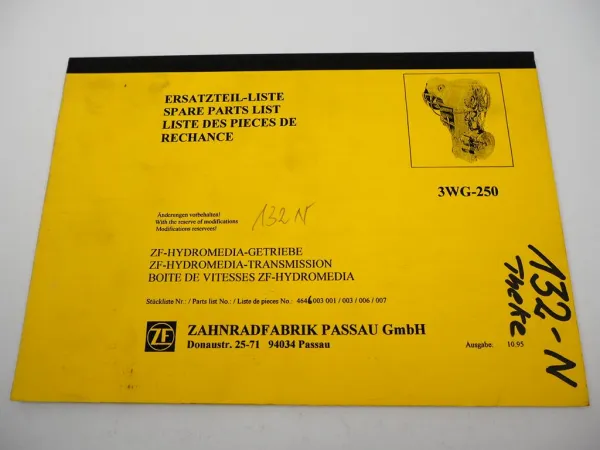 ERSATZTEIL-LISTE
SPARE PARTS LIST
LISTE DES PIECES DE
RECHANCE
3WG-250
Änderengen vorbehalten!
With the reserve of modifications
Modifications reservees!
132 N
ZF-HYDROMEDIA-GETRIEBE
ZF-HYDROMEDIA-TRANSMISSION
BOITE DE VITESSES ZF-HYDROMEDIA
Stückliste Nr.: / Parts list No.: / Liste de pieces No.: 4646 003 001 / 003 / 006 / 007
ZF
ZAHNRADFABRIK PASSAU GmbH
Donaustr. 25-71 94034 Passau
Ausgabe: 10.95
132-N
Theke